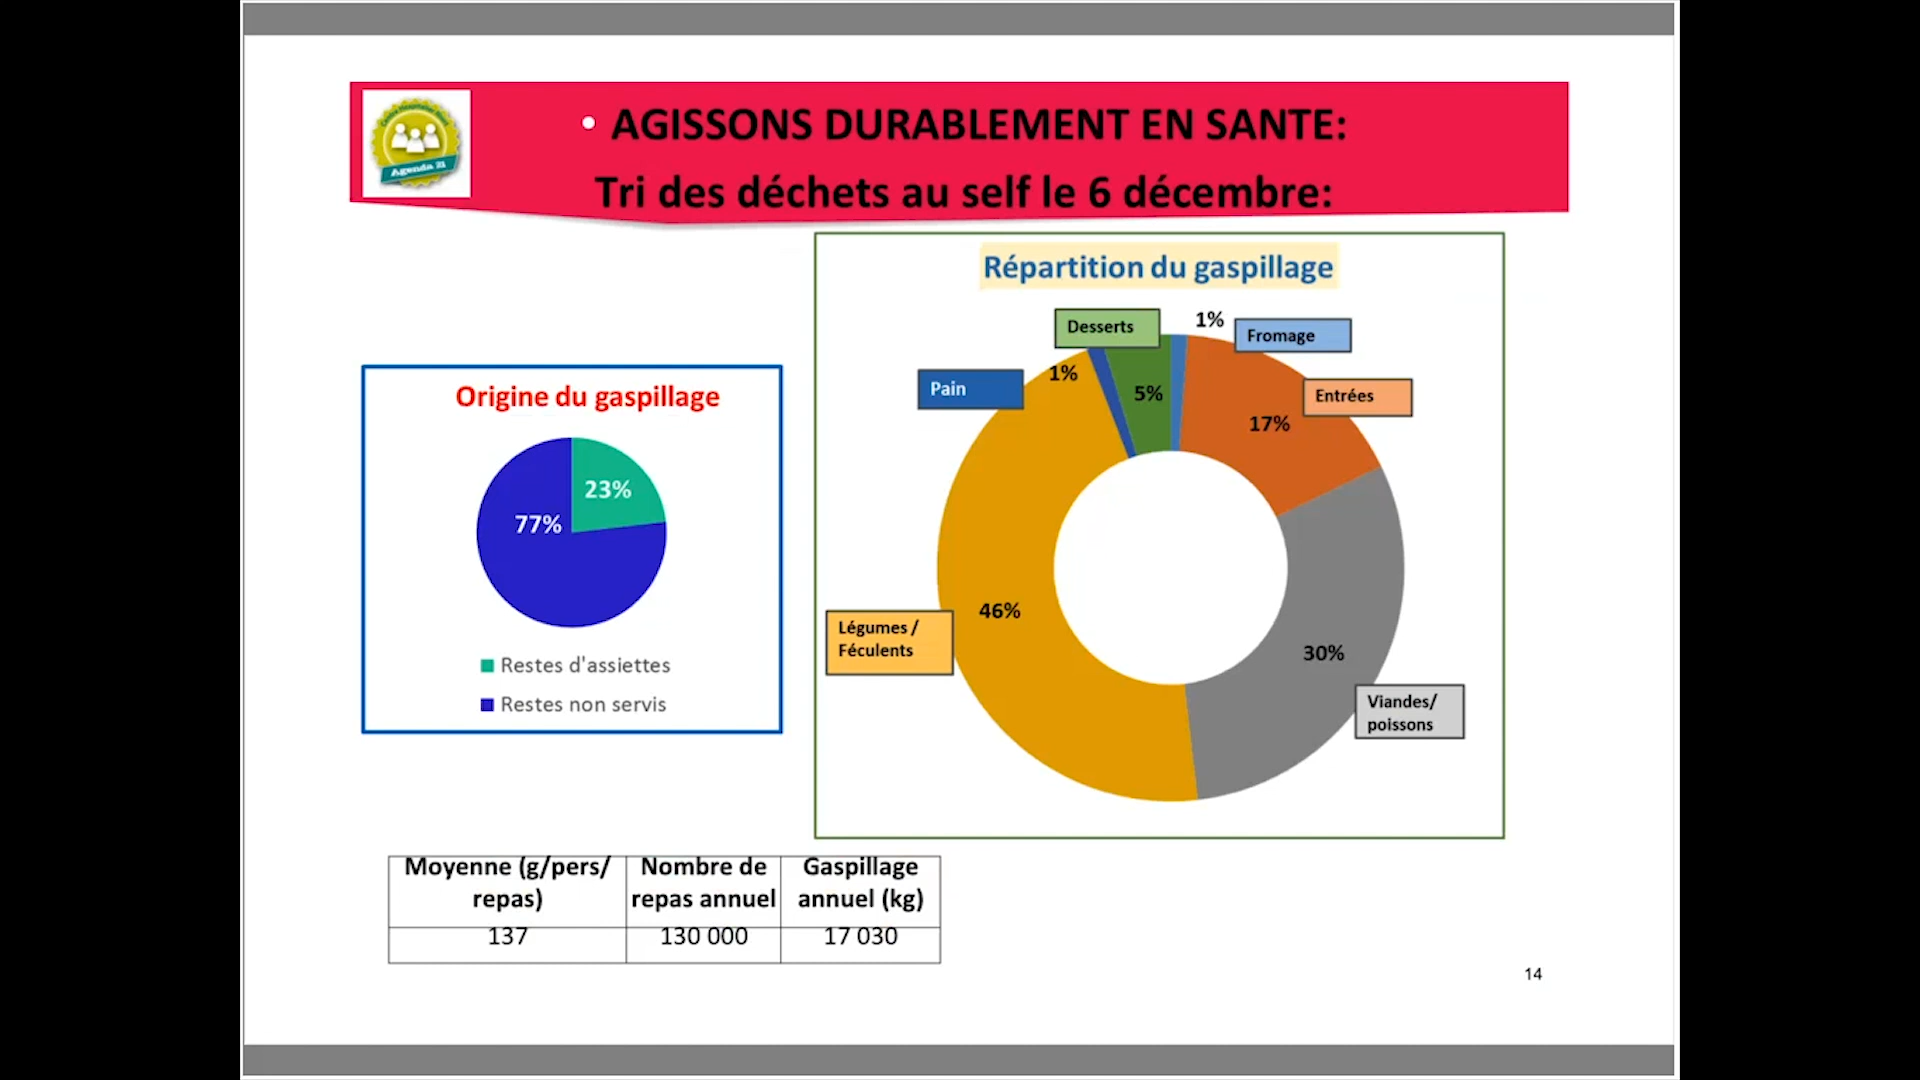 • AGISSONS DURABLEMENT EN SANTE:
Tri des déchets au self le 6 décembre:
Agenda 21
Origine du gaspillage
23%
77%
Restes d'assiettes
Restes non servis
Répartition du gaspillage
Desserts
1%
Fromage
Pain
1%
5%
Entrées
17%
46%
Légumes /
Féculents
30%
Viandes/
poissons
Moyenne (g/pers/
repas)
Nombre de
repas annuel
Gaspillage
annuel (kg)
137
130 000
17 030
14